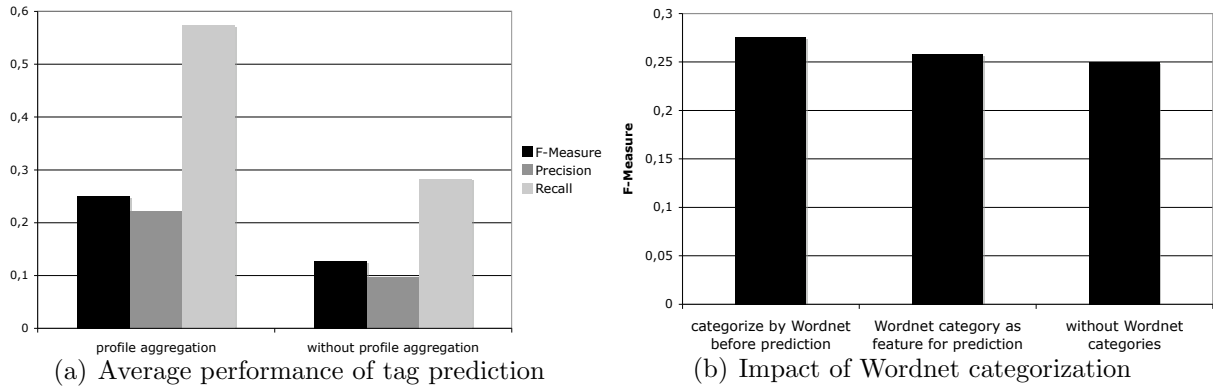 0,6
0,5
0,4
0,3
0,2
0,1
0
profile aggregation
without profile aggregation
F-Measure
Precision
Recall
(a) Average performance of tag prediction
0,3
0,25
0,2
0,15
0,1
0,05
0
F-Measure
categorize by Wordnet
before prediction
Wordnet category as
feature for prediction
without Wordnet
categories
(b) Impact of Wordnet categorization